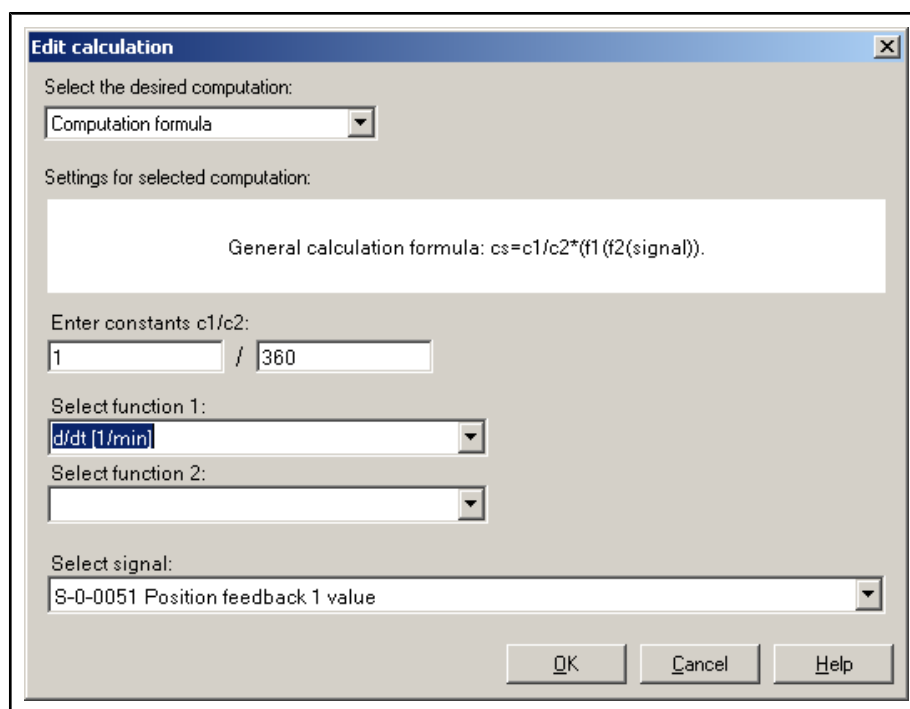 Edit calculation
Select the desired computation:
Computation formula
Settings for selected computation:
General calculation formula: cs=c1/c2*(f1(f2(signal)).
Enter constants c1/c2:
1 / 360
Select function 1:
d/dt [1/min]
Select function 2:
Select signal:
S-0-0051 Position feedback 1 value
OK Cancel Help